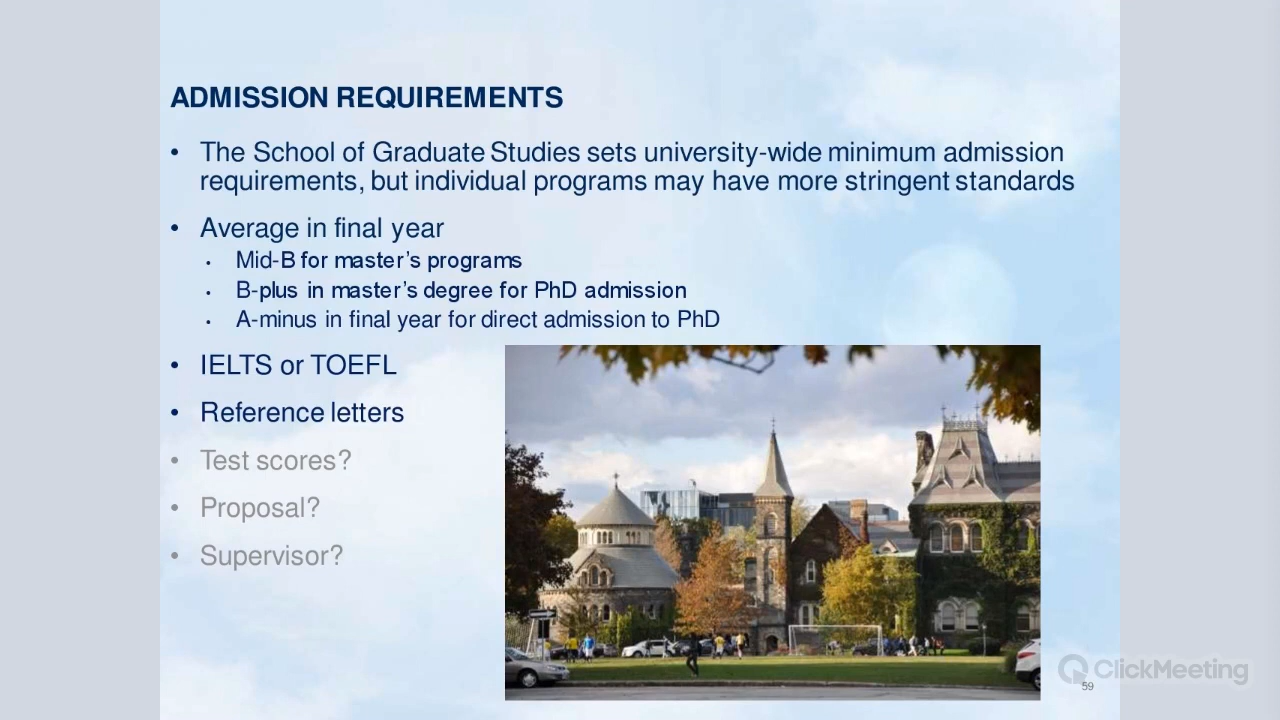 ADMISSION REQUIREMENTS
• The School of Graduate Studies sets university-wide minimum admission
requirements, but individual programs may have more stringent standards
• Average in final year
• Mid-B for master’s programs
• B-plus in master’s degree for PhD admission
• A-minus in final year for direct admission to PhD
• IELTS or TOEFL
• Reference letters
• Test scores?
• Proposal?
• Supervisor?
ClickMeeting
59